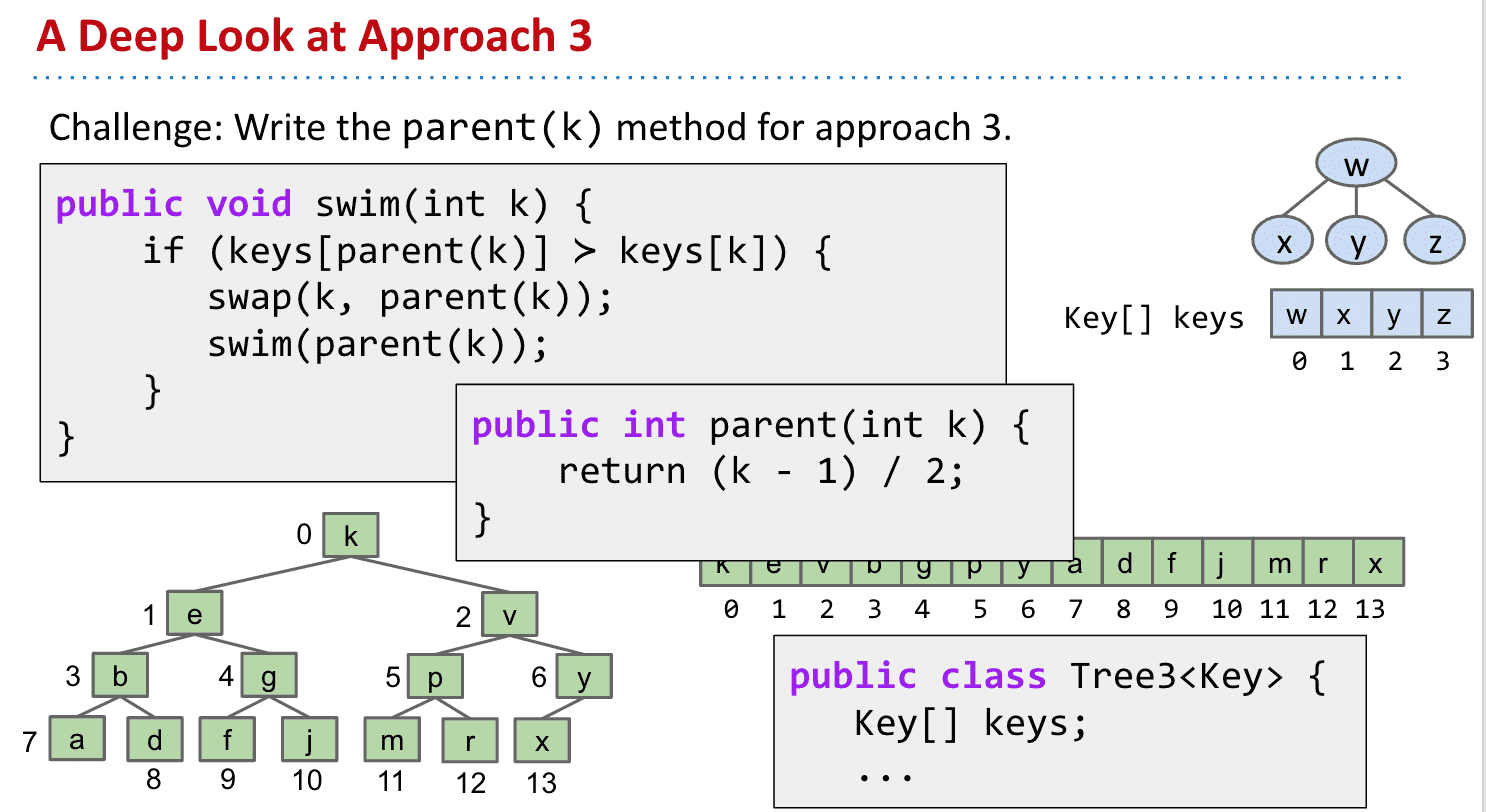 A Deep Look at Approach 3
Challenge: Write the parent(k) method for approach 3.
public void swim(int k) {
if (keys[parent(k)] ≻ keys[k]) {
swap(k, parent(k));
swim(parent(k));
}
}
public int parent(int k) {
return (k - 1) / 2;
}
w
x y z
Key[] keys w x y z
0 1 2 3
0 k
1 e 2 v
3 b 4 g 5 p 6 y
7 a d f j m r x
8 9 10 11 12 13
k e v b g p y a d f j m r x
0 1 2 3 4 5 6 7 8 9 10 11 12 13
public class Tree3<Key> {
Key[] keys;
...